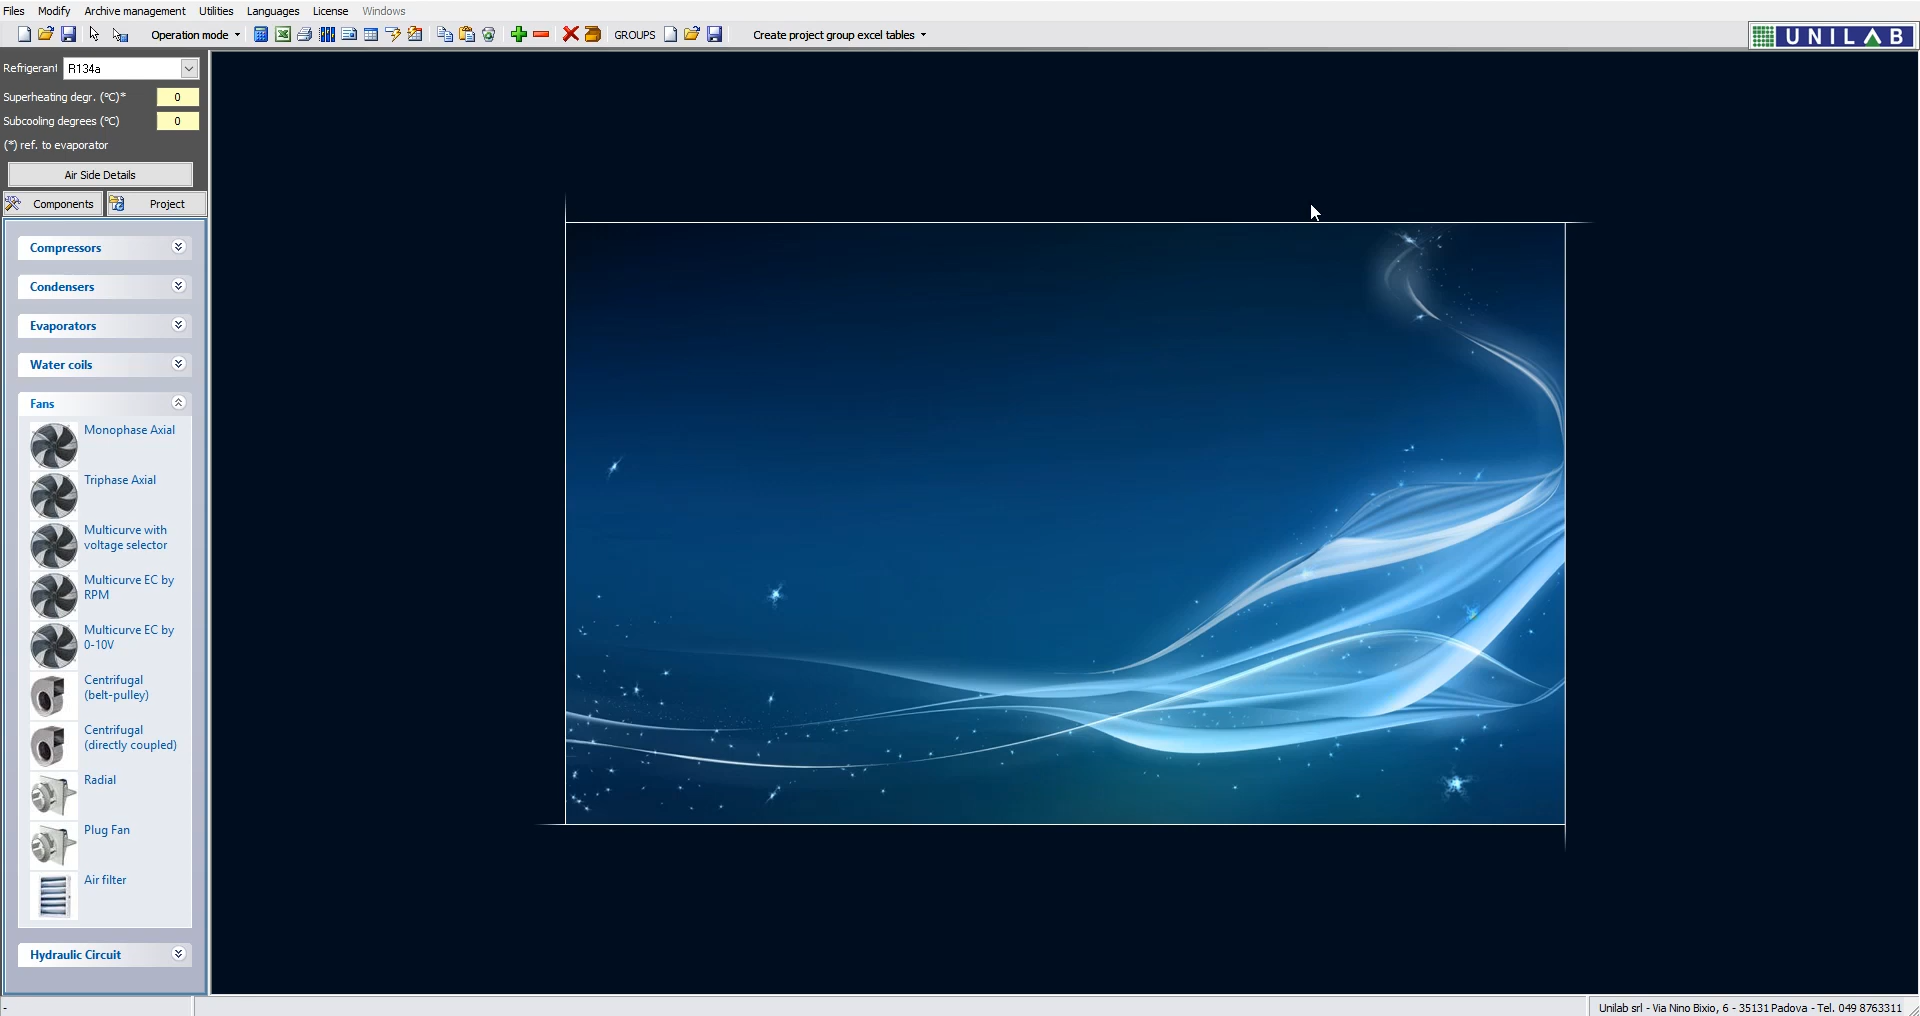 Files Modify Archive management Utilities Languages License Windows
Operation mode GROUPS Create project group excel tables
UNILAB
Refrigerant R134a
Superheating degr. (°C)* 0
Subcooling degrees (°C) 0
(*) ref. to evaporator
Air Side Details
Components Project
Compressors
Condensers
Evaporators
Water coils
Fans
Monophase Axial
Triphase Axial
Multicurve with
voltage selector
Multicurve EC by
RPM
Multicurve EC by
0-10V
Centrifugal
(belt-pulley)
Centrifugal
(directly coupled)
Radial
Plug Fan
Air filter
Hydraulic Circuit
- Unilab srl - Via Nino Bixio, 6 - 35131 Padova - Tel. 049 8763311